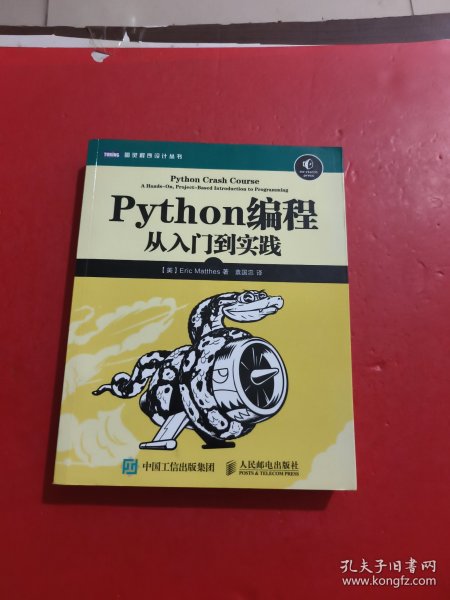 TURING 图灵程序设计丛书
no starch press
Python Crash Course
A Hands-On, Project-Based Introduction to Programming
Python编程
从入门到实践
【美】Eric Matthes 著 袁国忠 译
中国工信出版集团
人民邮电出版社
POSTS & TELECOM PRESS
孔夫子旧书网
www.kongfz.com